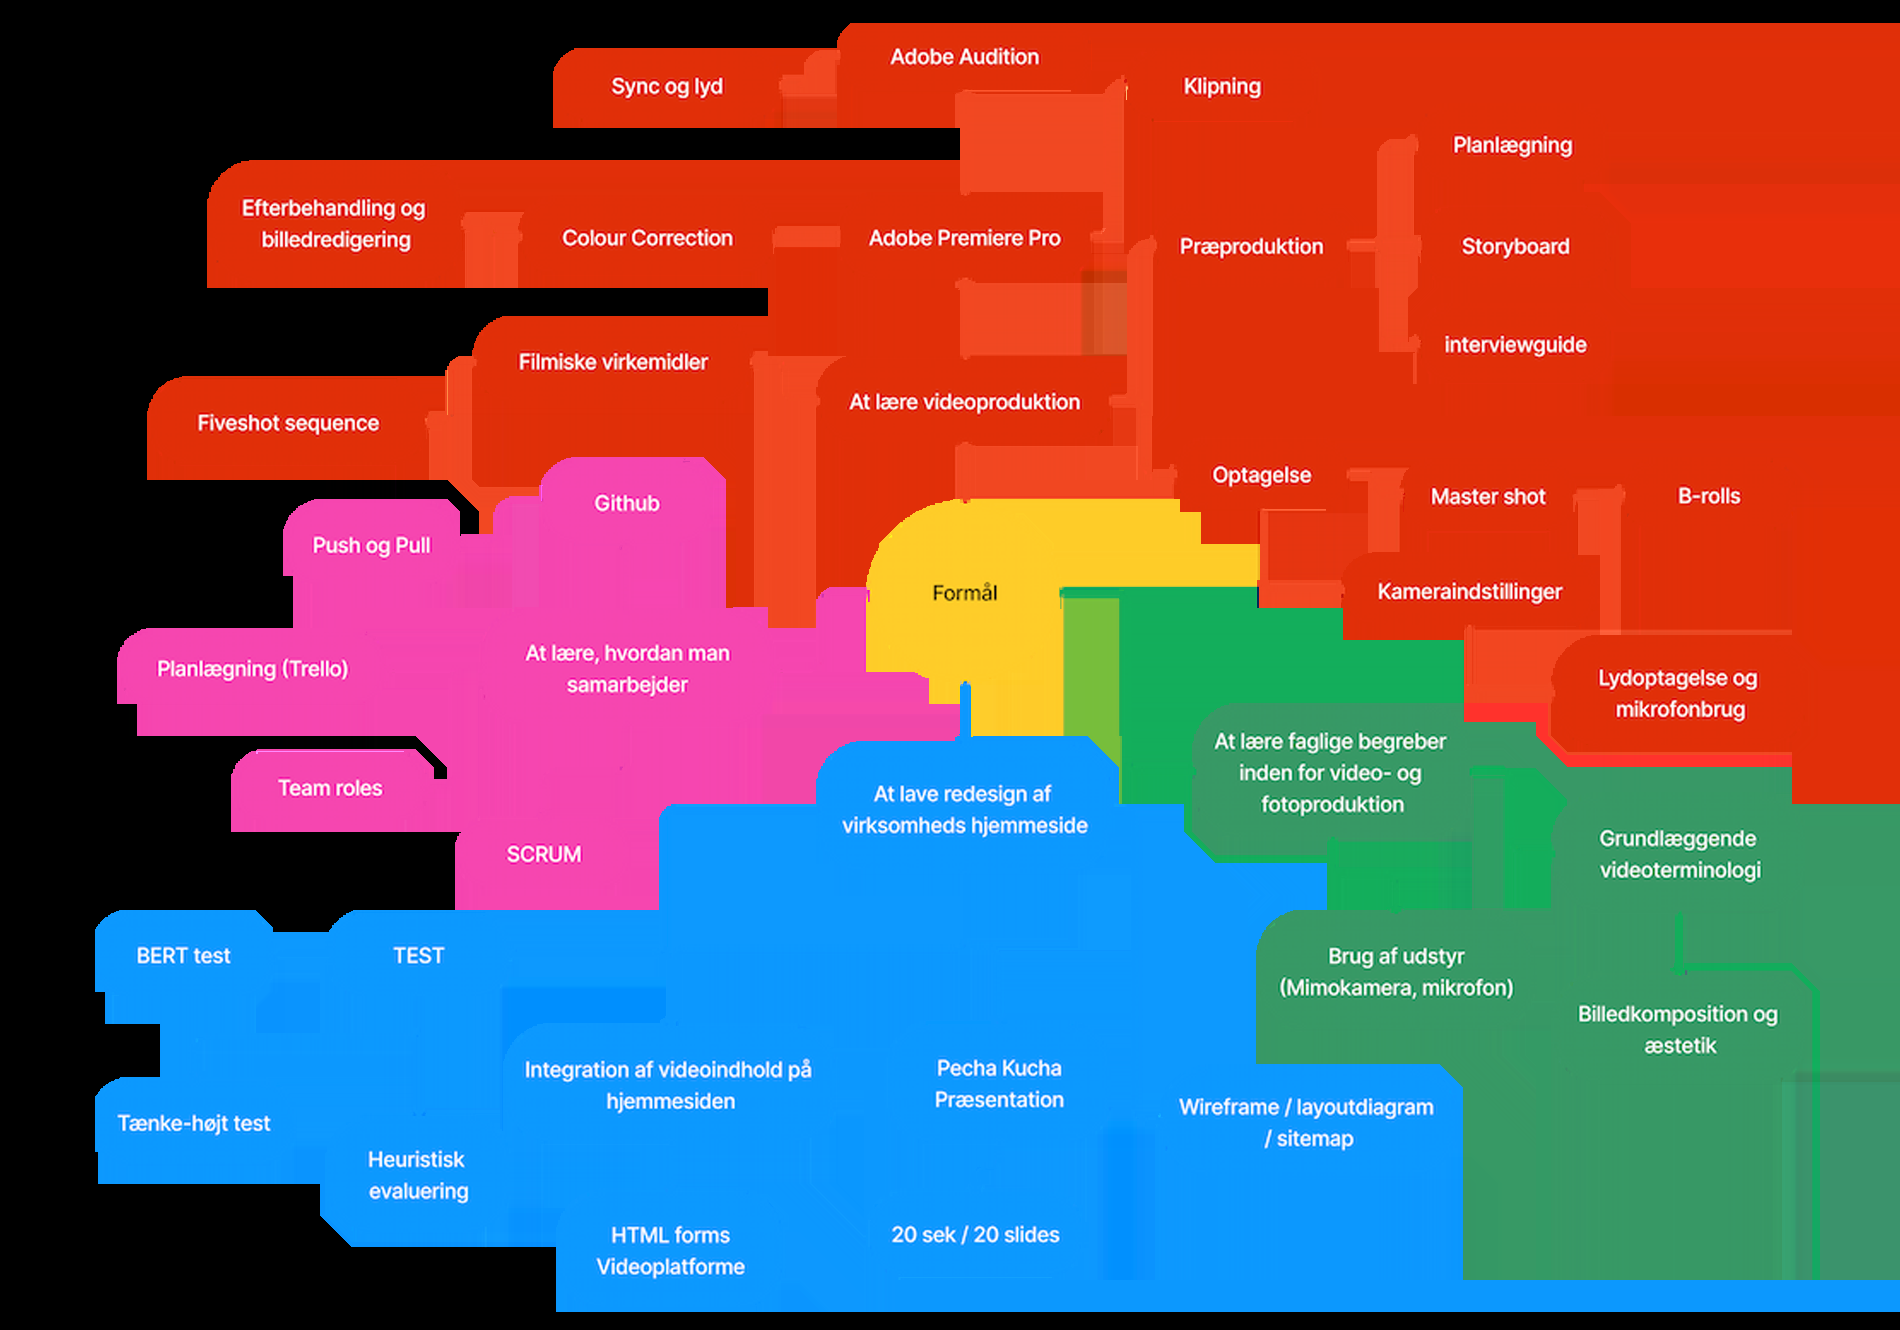 Adobe Audition
Sync og lyd
Klipning
Planlægning
Efterbehandling og
billedredigering
Colour Correction
Adobe Premiere Pro
Præproduktion
Storyboard
interviewguide
Filmiske virkemidler
At lære videoproduktion
Fiveshot sequence
Optagelse
Master shot
B-rolls
Github
Push og Pull
Formål
Kameraindstillinger
Planlægning (Trello)
At lære, hvordan man
samarbejder
Lydoptagelse og
mikrofonbrug
At lære faglige begreber
inden for video- og
fotoproduktion
Team roles
At lave redesign af
virksomheds hjemmeside
SCRUM
Grundlæggende
videoterminologi
BERT test
TEST
Brug af udstyr
(Mimokamera, mikrofon)
Billedkomposition og
æstetik
Integration af videoindhold på
hjemmesiden
Pecha Kucha
Præsentation
Wireframe / layoutdiagram
/ sitemap
Tænke-højt test
Heuristisk
evaluering
HTML forms
Videoplatforme
20 sek / 20 slides